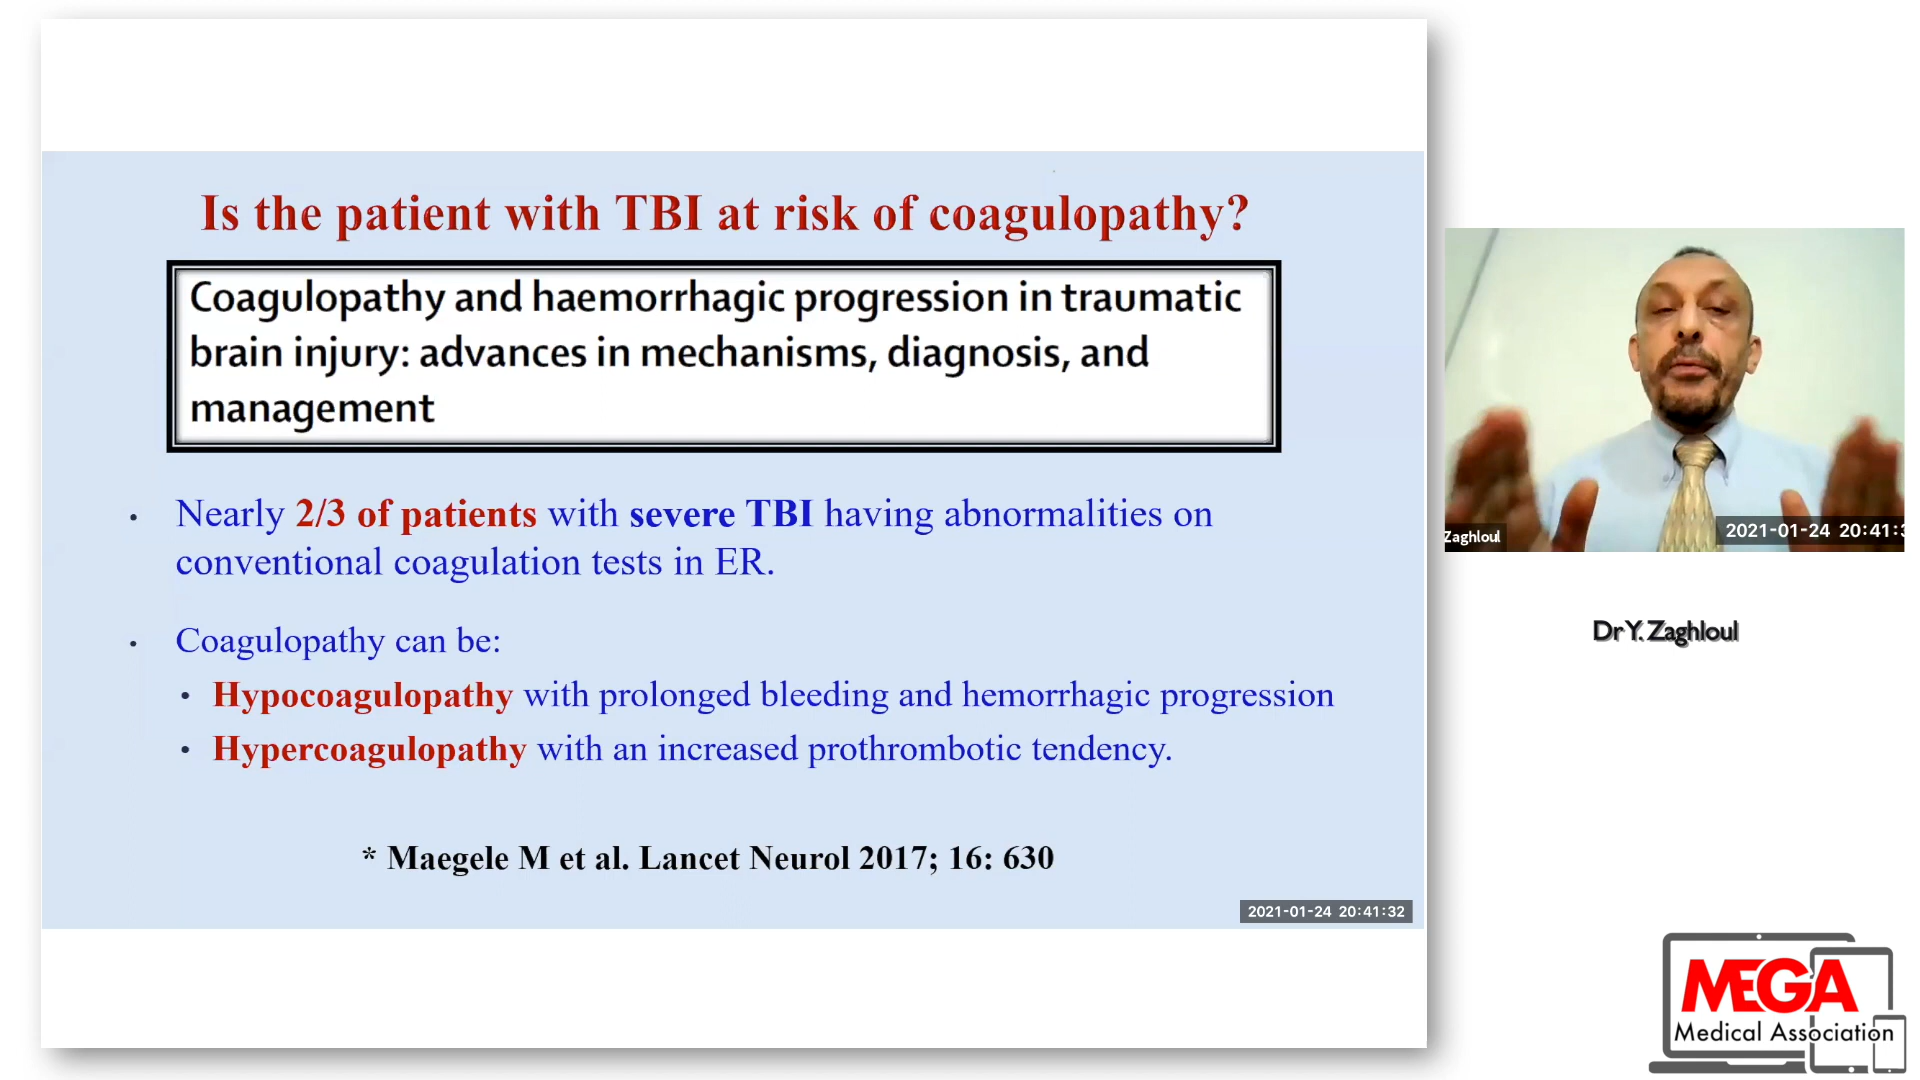 Is the patient with TBI at risk of coagulopathy?
Coagulopathy and haemorrhagic progression in traumatic
brain injury: advances in mechanisms, diagnosis, and
management
• Nearly 2/3 of patients with severe TBI having abnormalities on
conventional coagulation tests in ER.
• Coagulopathy can be:
• Hypocoagulopathy with prolonged bleeding and hemorrhagic progression
• Hypercoagulopathy with an increased prothrombotic tendency.
* Maegele M et al. Lancet Neurol 2017; 16: 630
2021-01-24 20:41:32
Zaghloul
2021-01-24 20:41:3
Dr Y. Zaghloul
MEGA
Medical Association